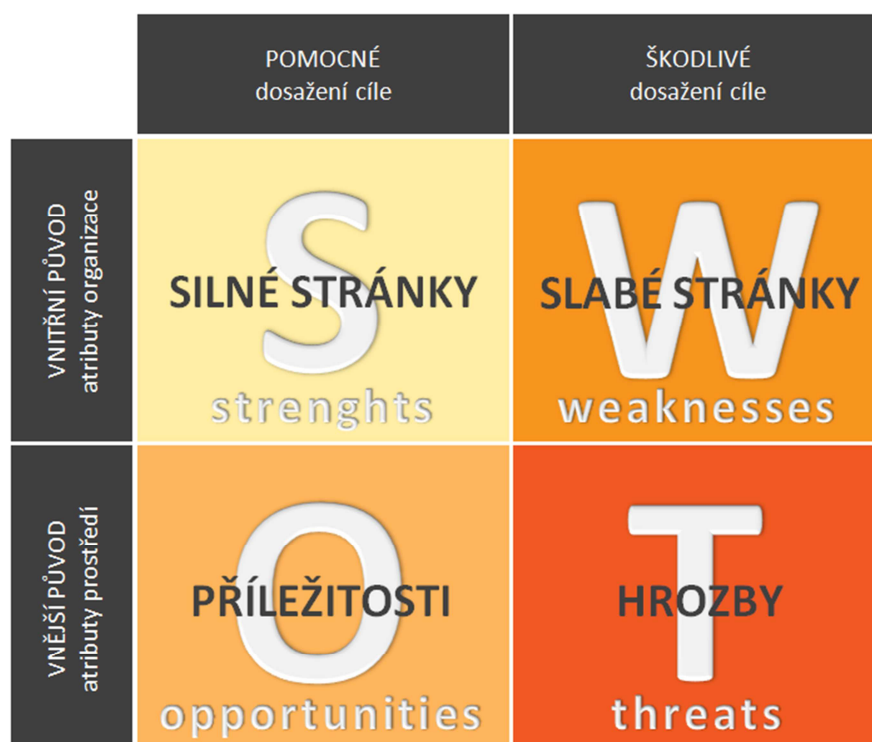 POMOCNÉ
dosažení cíle
ŠKODLIVÉ
dosažení cíle
VNITŘNÍ PŮVOD
atributy organizace
S
SILNÉ STRÁNKY
strenghts
W
SLABÉ STRÁNKY
weaknesses
VNĚJŠÍ PŮVOD
atributy prostředí
O
PŘÍLEŽITOSTI
opportunities
T
HROZBY
threats